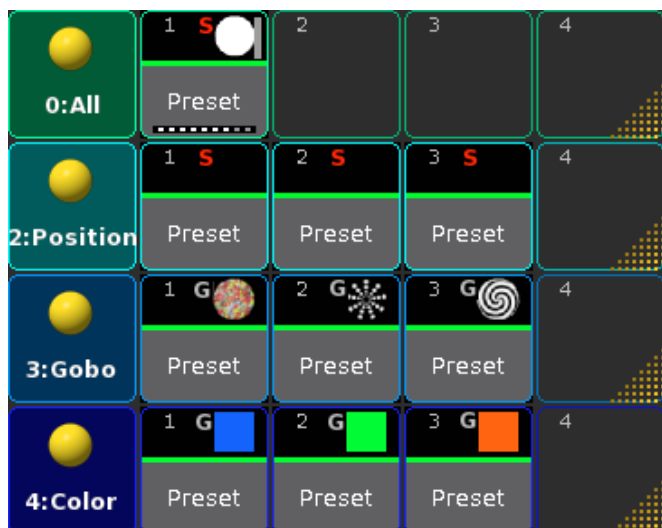 1 S 2 3 4
0:All Preset
1 S 2 S 3 S 4
2:Position Preset Preset Preset
1 G 2 G 3 G 4
3:Gobo Preset Preset Preset
1 G 2 G 3 G 4
4:Color Preset Preset Preset